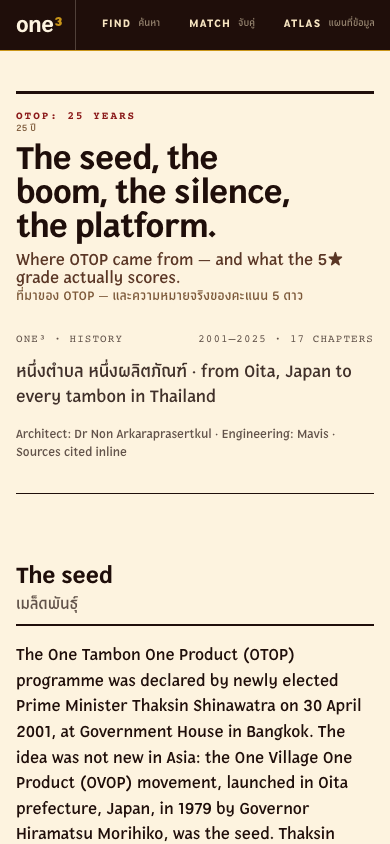 one³ FIND ค้นหา MATCH จับคู่ ATLAS แผนที่ข้อมูล
OTOP: 25 YEARS
25 ปี
The seed, the
boom, the silence,
the platform.
Where OTOP came from — and what the 5★
grade actually scores.
ที่มาของ OTOP — และความหมายจริงของคะแนน 5 ดาว
ONE³ · HISTORY 2001—2025 · 17 CHAPTERS
หนึ่งตำบล หนึ่งผลิตภัณฑ์ · from Oita, Japan to
every tambon in Thailand
Architect: Dr Non Arkaraprasertkul · Engineering: Mavis ·
Sources cited inline
The seed
เมล็ดพันธุ์
The One Tambon One Product (OTOP)
programme was declared by newly elected
Prime Minister Thaksin Shinawatra on 30 April
2001, at Government House in Bangkok. The
idea was not new in Asia: the One Village One
Product (OVOP) movement, launched in Oita
prefecture, Japan, in 1979 by Governor
Hiramatsu Morihiko, was the seed. Thaksin